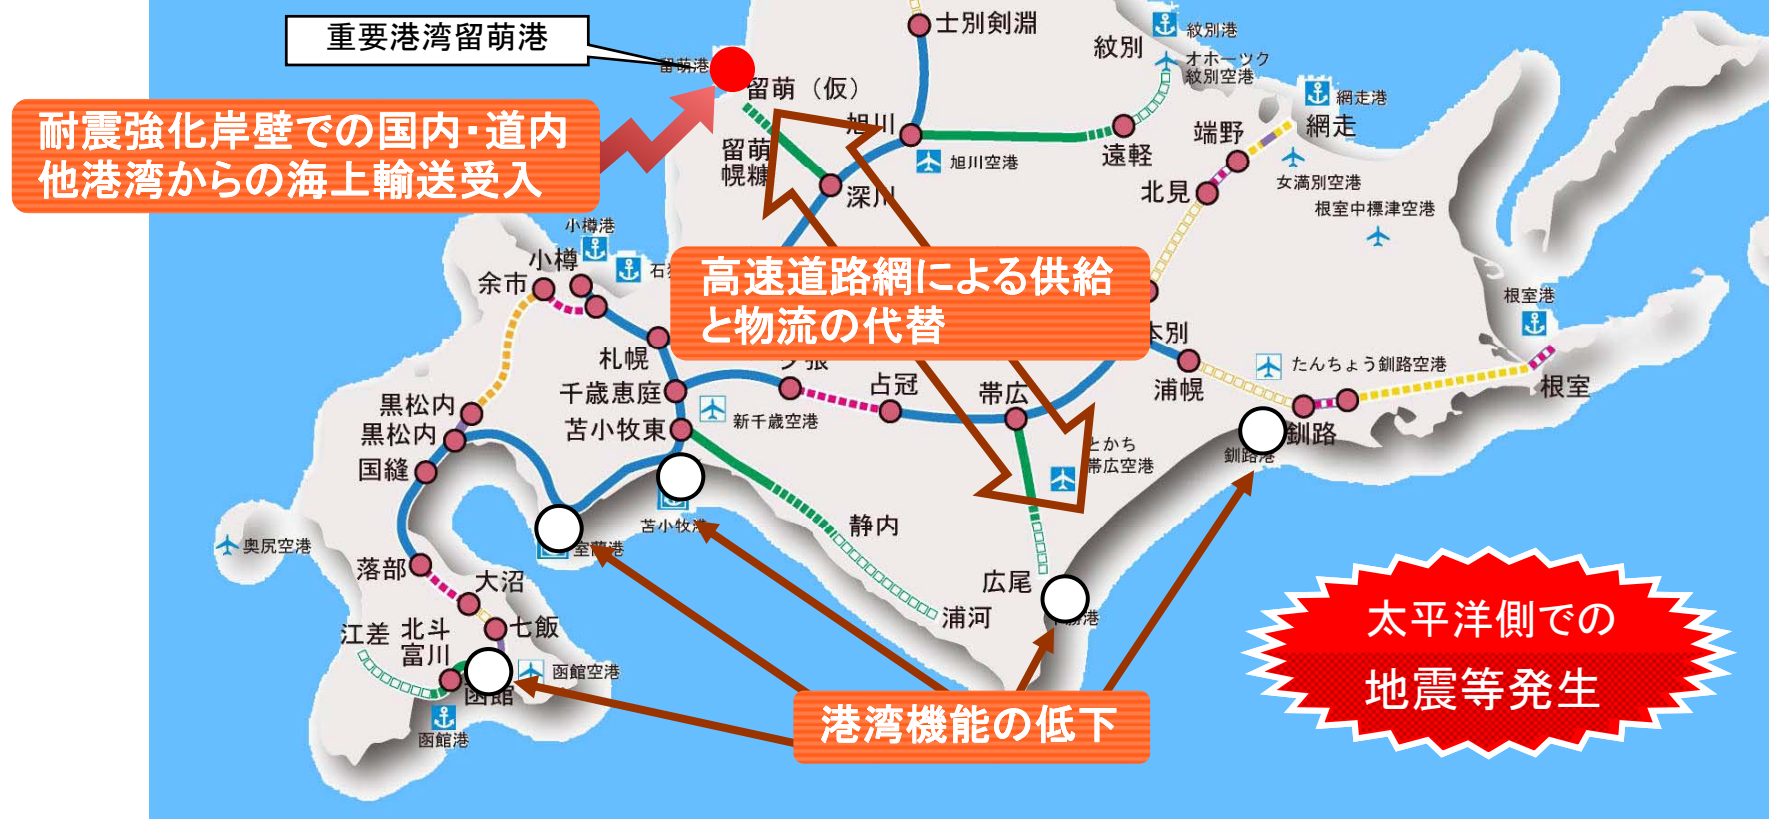 重要港湾留萌港
士別剣淵
紋別港
紋別
オホーツク
紋別空港
留萌港
留萌（仮）
網走港
耐震強化岸壁での国内・道内
他港湾からの海上輸送受入
旭川
端野
網走
留萌
幌糠
旭川空港
遠軽
深川
北見
女満別空港
根室中標津空港
小樽港
小樽
余市
高速道路網による供給
と物流の代替
根室港
札幌
本別
たんちょう釧路空港
千歳恵庭
占冠
帯広
浦幌
根室
黒松内
新千歳空港
黒松内
苫小牧東
釧路
とかち
帯広空港
釧路港
国縫
苫小牧港
静内
室蘭港
奥尻空港
落部
大沼
広尾
浦河
江差
北斗
富川
七飯
函館空港
函館
函館港
港湾機能の低下
太平洋側での
地震等発生